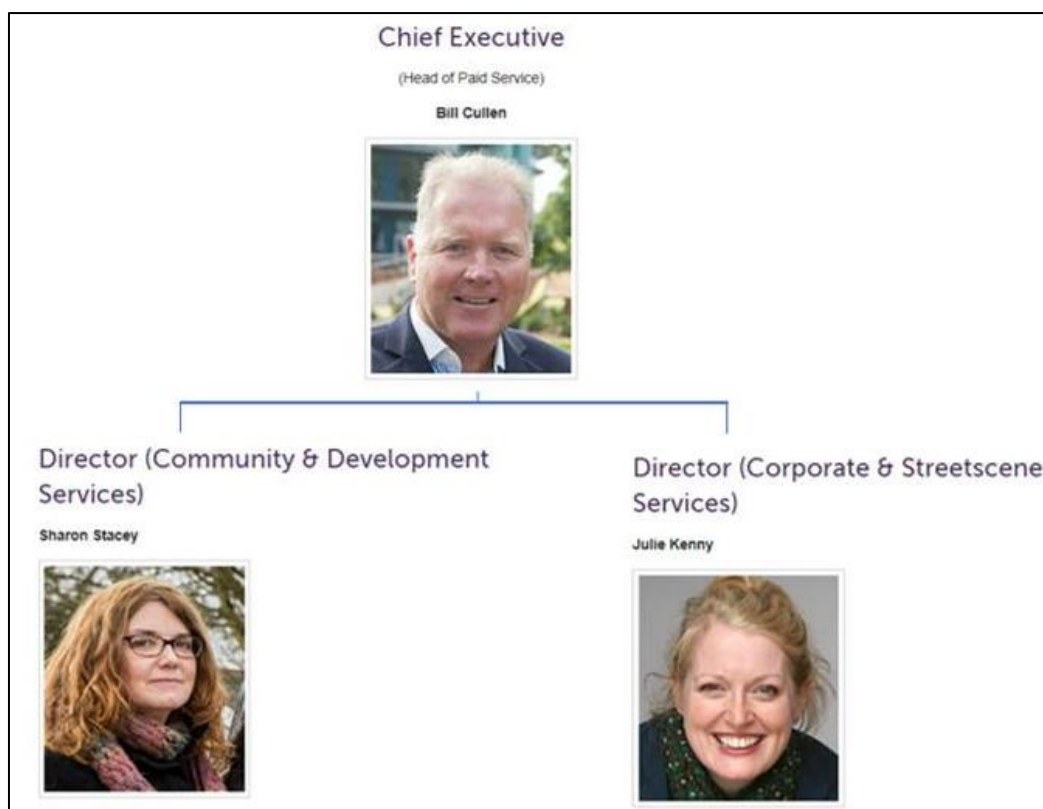 Chief Executive
(Head of Paid Service)
Bill Cullen
Director (Community & Development
Services)
Sharon Stacey
Director (Corporate & Streetscene
Services)
Julie Kenny